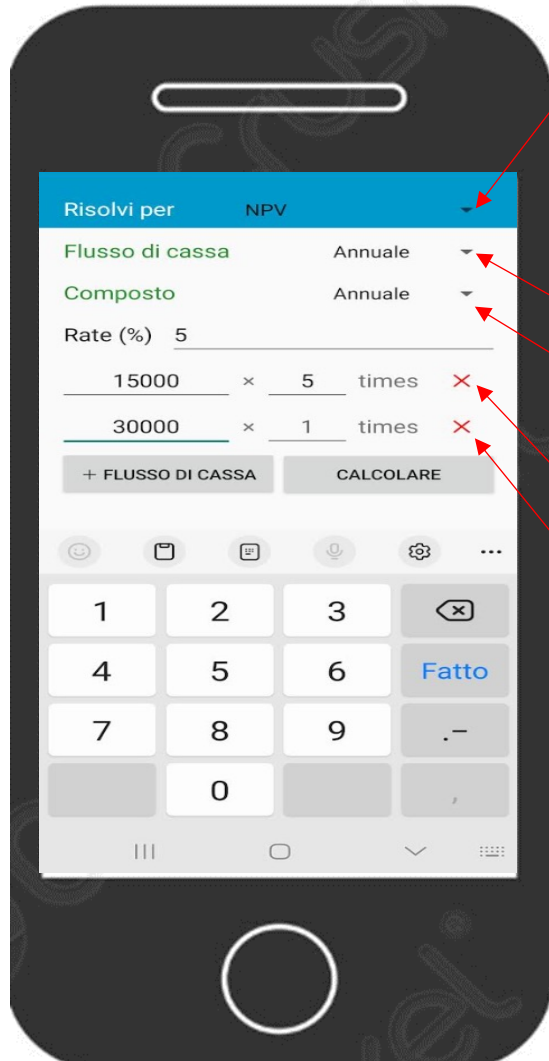 Risolvi per NPV
Flusso di cassa Annuale
Composto Annuale
Rate (%) 5
15000 × 5 times ×
30000 × 1 times ×
+ FLUSSO DI CASSA CALCOLARE
1 2 3
4 5 6 Fatto
7 8 9 .-
0 ,